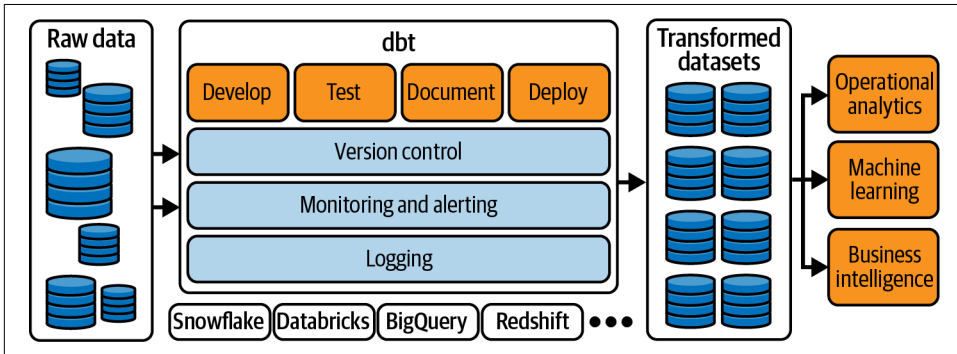 Raw data
dbt
Develop
Test
Document
Deploy
Version control
Monitoring and alerting
Logging
Snowflake
Databricks
BigQuery
Redshift
Transformed
datasets
Operational
analytics
Machine
learning
Business
intelligence